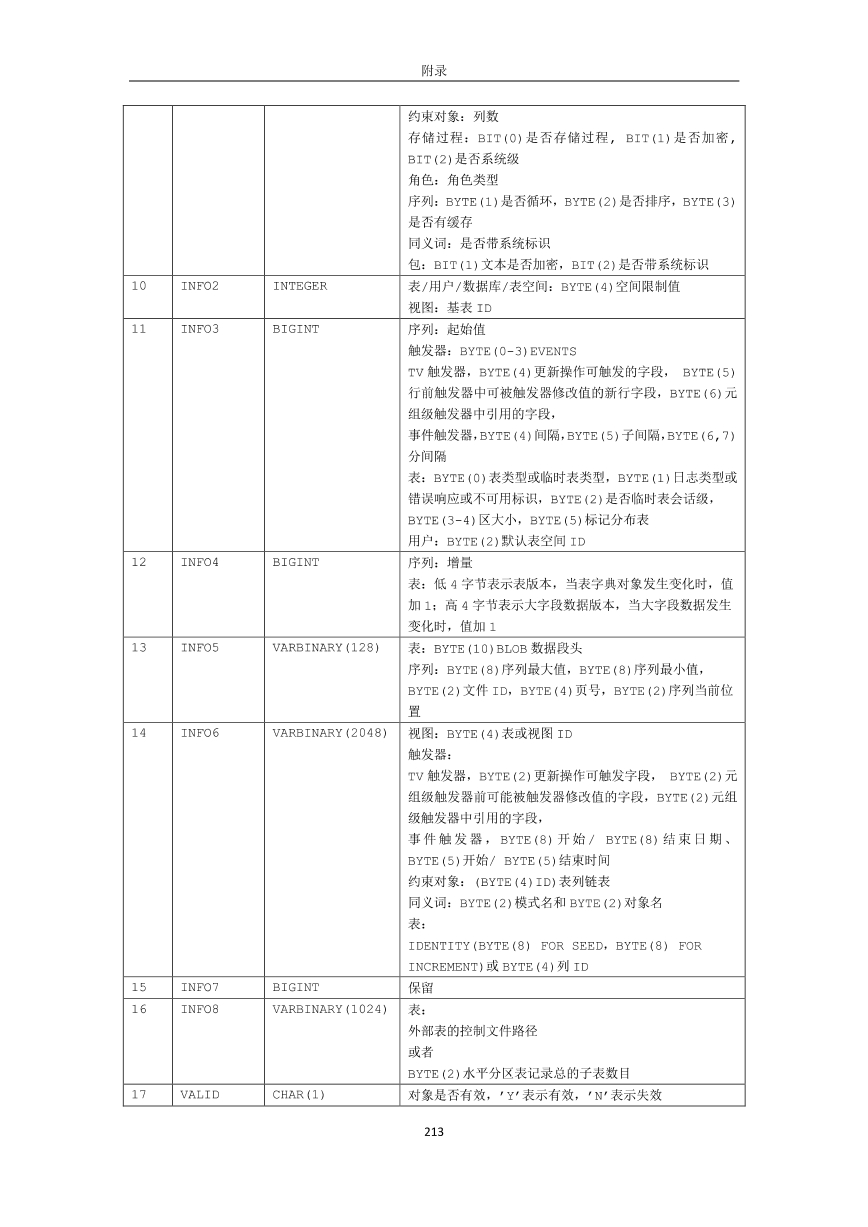 附录
约束对象：列数
存储过程：BIT(0)是否存储过程, BIT(1)是否加密,
BIT(2)是否系统级
角色：角色类型
序列：BYTE(1)是否循环，BYTE(2)是否排序，BYTE(3)
是否有缓存
同义词：是否带系统标识
包：BIT(1)文本是否加密，BIT(2)是否带系统标识
10 INFO2 INTEGER 表/用户/数据库/表空间：BYTE(4)空间限制值
视图：基表 ID
11 INFO3 BIGINT 序列：起始值
触发器：BYTE(0-3)EVENTS
TV 触发器，BYTE(4)更新操作可触发的字段， BYTE(5)
行前触发器中可被触发器修改值的新行字段，BYTE(6)元
组级触发器中引用的字段，
事件触发器，BYTE(4)间隔，BYTE(5)子间隔，BYTE(6,7)
分间隔
表：BYTE(0)表类型或临时表类型，BYTE(1)日志类型或
错误响应或不可用标识，BYTE(2)是否临时表会话级，
BYTE(3-4)区大小，BYTE(5)标记分布表
用户：BYTE(2)默认表空间 ID
12 INFO4 BIGINT 序列：增量
表：低 4 字节表示表版本，当表字典对象发生变化时，值
加 1；高 4 字节表示大字段数据版本，当大字段数据发生
变化时，值加 1
13 INFO5 VARBINARY(128) 表：BYTE(10)BLOB 数据段头
序列：BYTE(8)序列最大值，BYTE(8)序列最小值，
BYTE(2)文件 ID，BYTE(4)页号，BYTE(2)序列当前位
置
14 INFO6 VARBINARY(2048) 视图：BYTE(4)表或视图 ID
触发器：
TV 触发器，BYTE(2)更新操作可触发字段， BYTE(2)元
组级触发器前可能被触发器修改值的字段，BYTE(2)元组
级触发器中引用的字段，
事件触发器，BYTE(8)开始/ BYTE(8)结束日期、
BYTE(5)开始/ BYTE(5)结束时间
约束对象：(BYTE(4)ID)表列链表
同义词：BYTE(2)模式名和 BYTE(2)对象名
表：
IDENTITY(BYTE(8) FOR SEED，BYTE(8) FOR
INCREMENT)或 BYTE(4)列 ID
15 INFO7 BIGINT 保留
16 INFO8 VARBINARY(1024) 表：
外部表的控制文件路径
或者
BYTE(2)水平分区表记录总的子表数目
17 VALID CHAR(1) 对象是否有效，’Y’表示有效，’N’表示失效
213